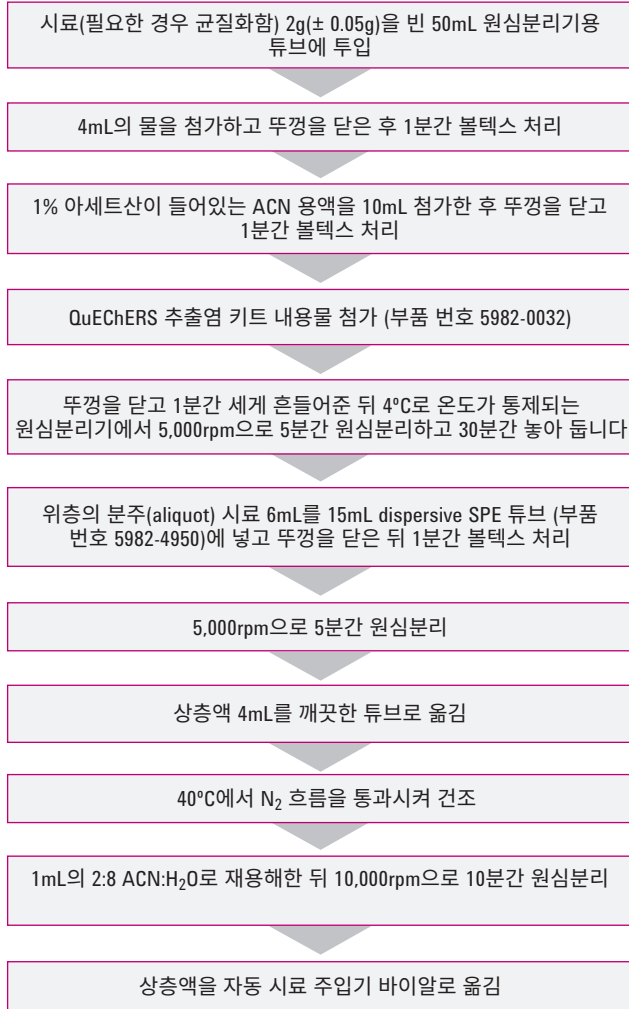 시료(필요한 경우 균질화함) 2g(± 0.05g)을 빈 50mL 원심분리기용
튜브에 투입
4mL의 물을 첨가하고 뚜껑을 닫은 후 1분간 볼텍스 처리
1% 아세트산이 들어있는 ACN 용액을 10mL 첨가한 후 뚜껑을 닫고
1분간 볼텍스 처리
QuEChERS 추출염 키트 내용물 첨가 (부품 번호 5982-0032)
뚜껑을 닫고 1분간 세게 흔들어준 뒤 4ºC로 온도가 통제되는
원심분리기에서 5,000rpm으로 5분간 원심분리하고 30분간 놓아 둡니다
위층의 분주(aliquot) 시료 6mL를 15mL dispersive SPE 튜브 (부품
번호 5982-4950)에 넣고 뚜껑을 닫은 뒤 1분간 볼텍스 처리
5,000rpm으로 5분간 원심분리
상층액 4mL를 깨끗한 튜브로 옮김
40ºC에서 N₂ 흐름을 통과시켜 건조
1mL의 2:8 ACN:H₂O로 재용해한 뒤 10,000rpm으로 10분간 원심분리
상층액을 자동 시료 주입기 바이알로 옮김